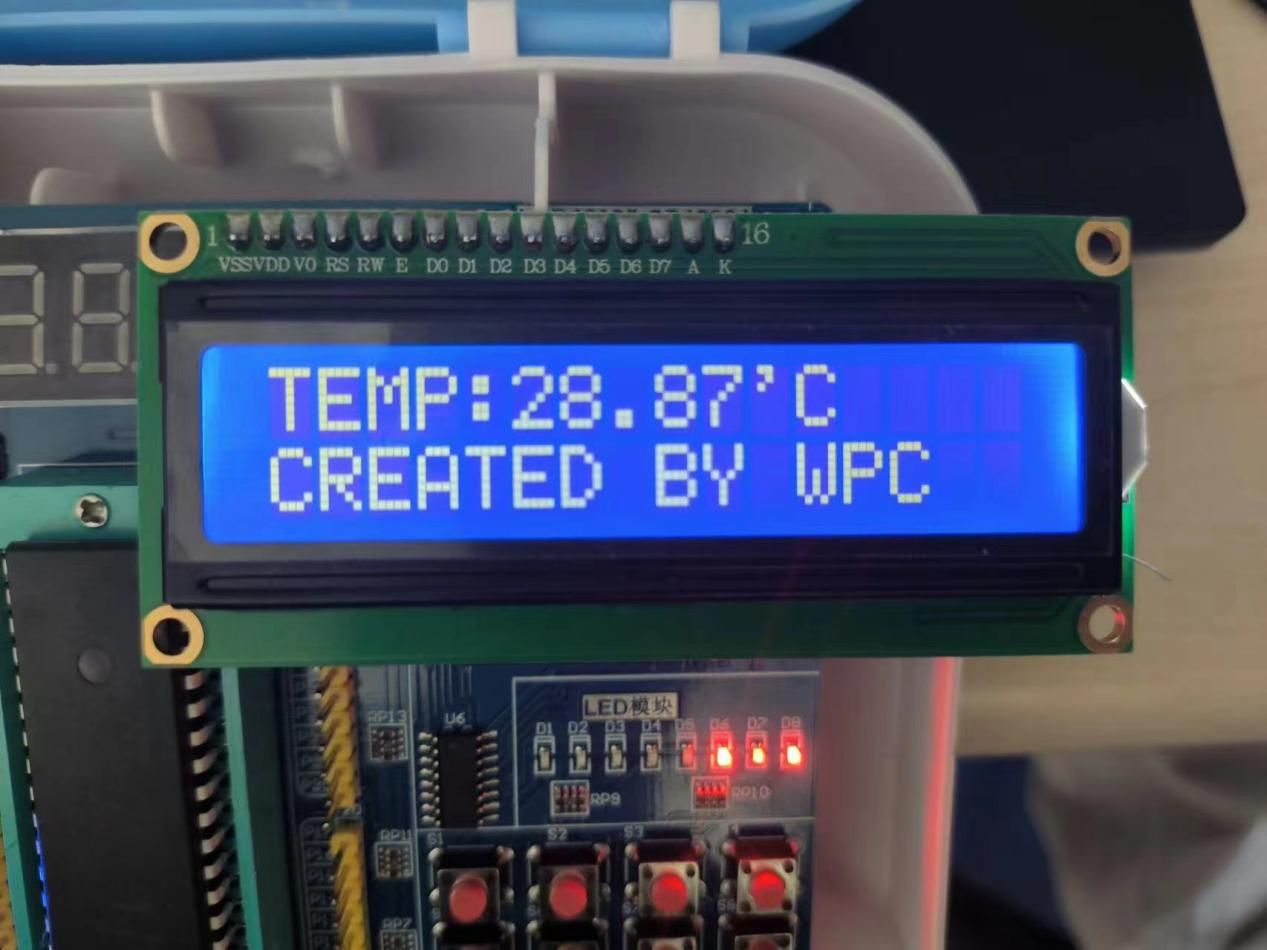 1 16
VSS VDD V0 RS RW E D0 D1 D2 D3 D4 D5 D6 D7 A K
TEMP:28.87'C
CREATED BY WPC
LED模块
RP13 U6 D1 D2 D3 D4 D5 D6 D7 D8
RP9 RP10
RP11 S1 S2 S3
RP7